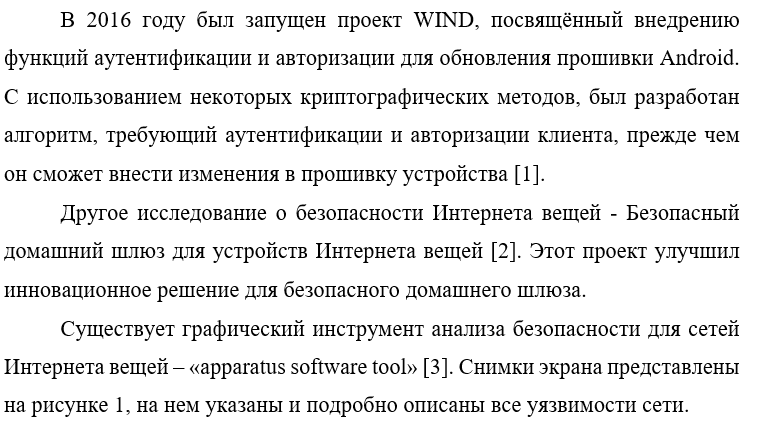 В 2016 году был запущен проект WIND, посвящённый внедрению
функций аутентификации и авторизации для обновления прошивки Android.
С использованием некоторых криптографических методов, был разработан
алгоритм, требующий аутентификации и авторизации клиента, прежде чем
он сможет внести изменения в прошивку устройства [1].
Другое исследование о безопасности Интернета вещей - Безопасный
домашний шлюз для устройств Интернета вещей [2]. Этот проект улучшил
инновационное решение для безопасного домашнего шлюза.
Существует графический инструмент анализа безопасности для сетей
Интернета вещей – «apparatus software tool» [3]. Снимки экрана представлены
на рисунке 1, на нем указаны и подробно описаны все уязвимости сети.